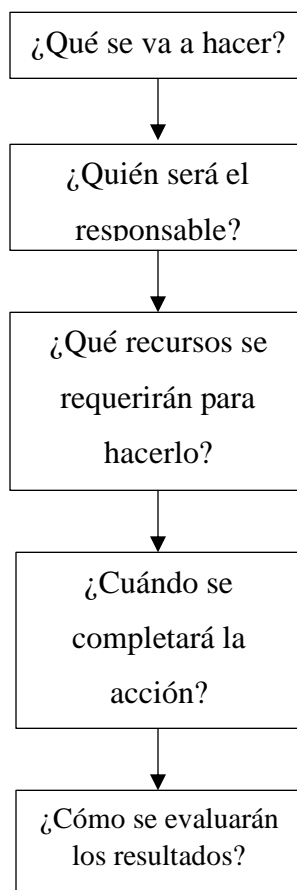 ¿Qué se va a hacer?
¿Quién será el
responsable?
¿Qué recursos se
requerirán para
hacerlo?
¿Cuándo se
completará la
acción?
¿Cómo se evaluarán
los resultados?